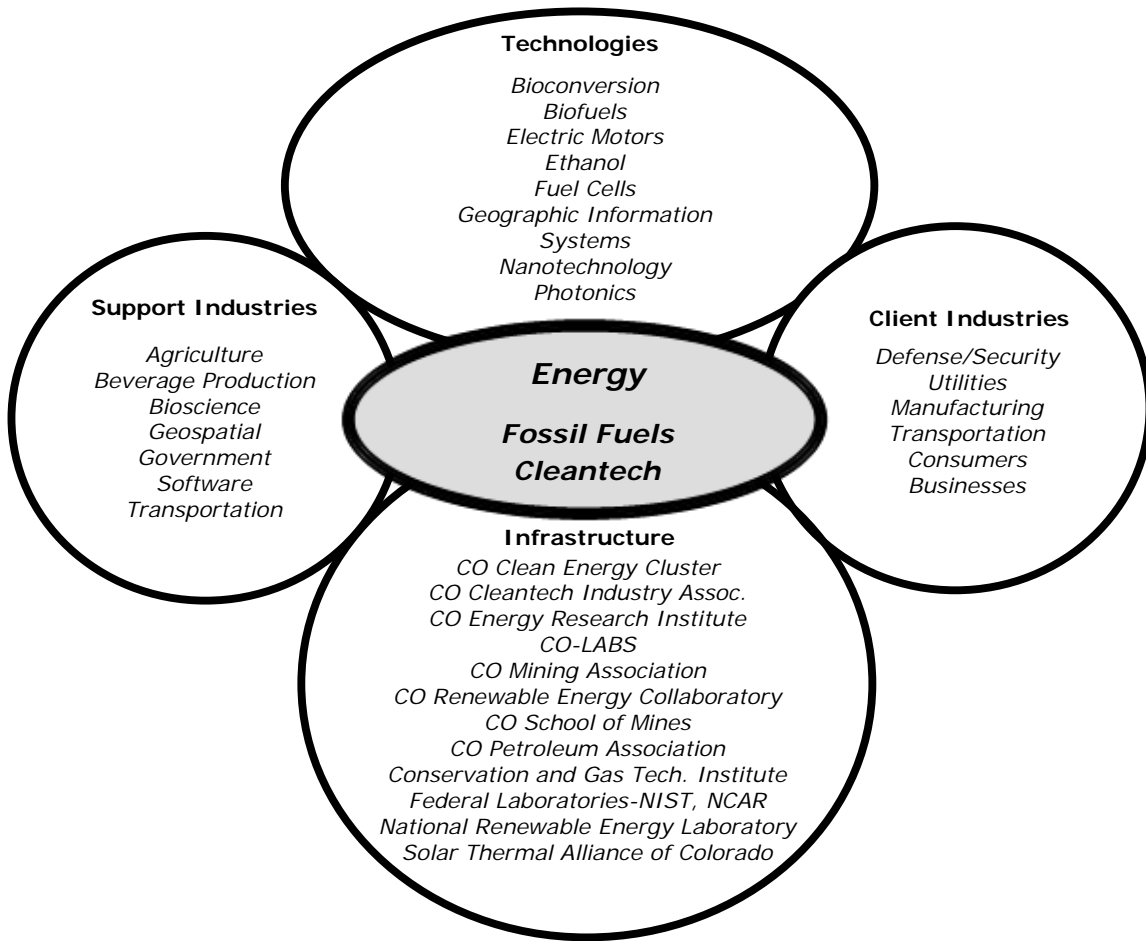 Technologies
Bioconversion
Biofuels
Electric Motors
Ethanol
Fuel Cells
Geographic Information
Systems
Nanotechnology
Photonics
Support Industries
Agriculture
Beverage Production
Bioscience
Geospatial
Government
Software
Transportation
Energy
Fossil Fuels
Cleantech
Client Industries
Defense/Security
Utilities
Manufacturing
Transportation
Consumers
Businesses
Infrastructure
CO Clean Energy Cluster
CO Cleantech Industry Assoc.
CO Energy Research Institute
CO-LABS
CO Mining Association
CO Renewable Energy Collaboratory
CO School of Mines
CO Petroleum Association
Conservation and Gas Tech. Institute
Federal Laboratories-NIST, NCAR
National Renewable Energy Laboratory
Solar Thermal Alliance of Colorado